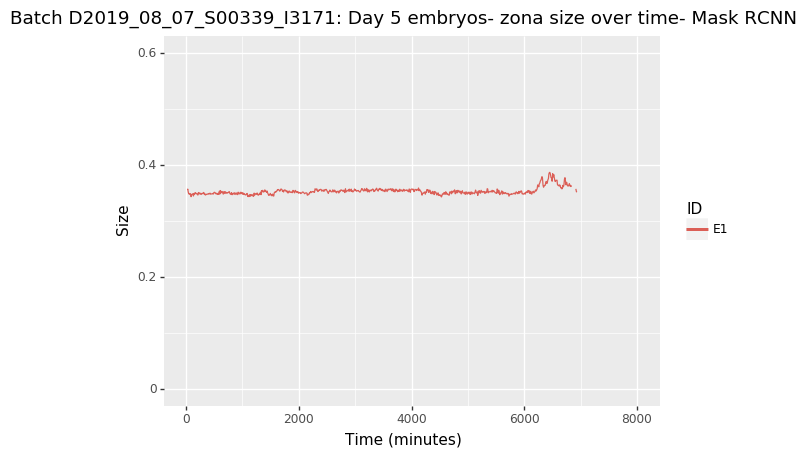 Batch D2019_08_07_S00339_I3171: Day 5 embryos- zona size over time- Mask RCNN
0.6
0.4
0.2
0
Size
0 2000 4000 6000 8000
Time (minutes)
ID
E1